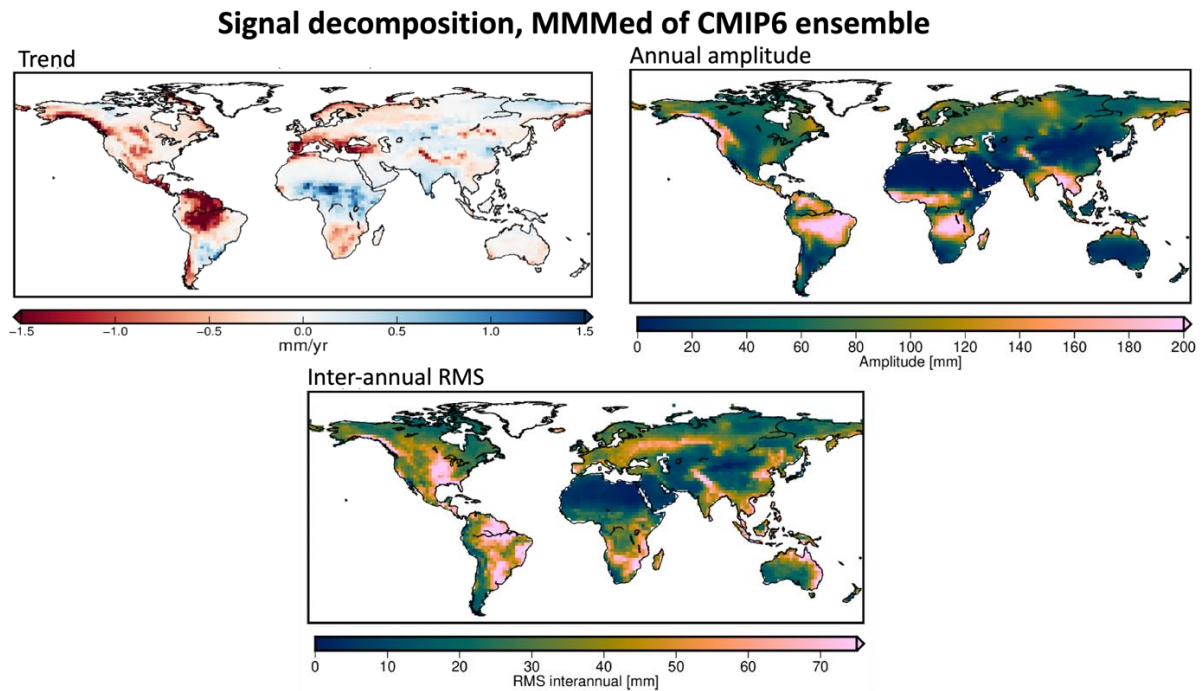 Signal decomposition, MMMed of CMIP6 ensemble
Trend
Annual amplitude
−1.5 −1.0 −0.5 0.0 0.5 1.0 1.5
mm/yr
0 20 40 60 80 100 120 140 160 180 200
Amplitude [mm]
Inter-annual RMS
0 10 20 30 40 50 60 70
RMS interannual [mm]